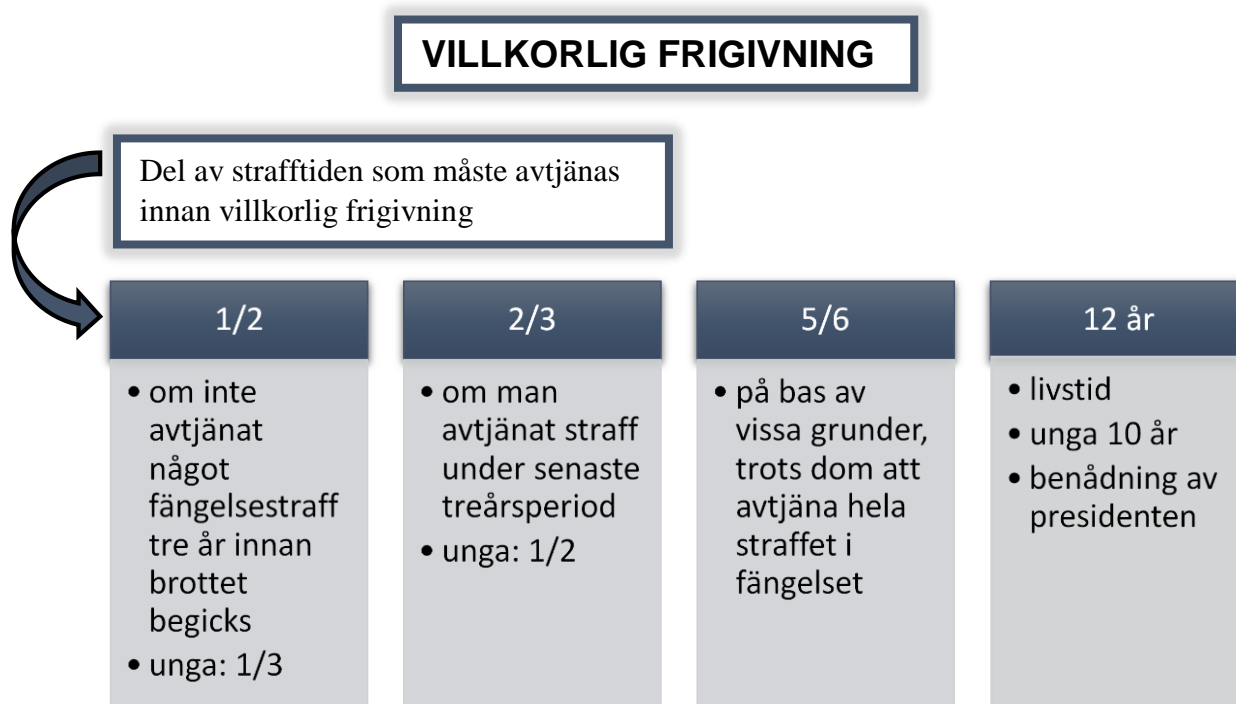 VILLKORLIG FRIGIVNING
Del av strafftiden som måste avtjänas
innan villkorlig frigivning
1/2
• om inte
avtjänat
något
fängelsestraff
tre år innan
brottet
begicks
• unga: 1/3
2/3
• om man
avtjänat straff
under senaste
treårsperiod
• unga: 1/2
5/6
• på bas av
vissa grunder,
trots dom att
avtjäna hela
straffet i
fängelset
12 år
• livstid
• unga 10 år
• benådning av
presidenten